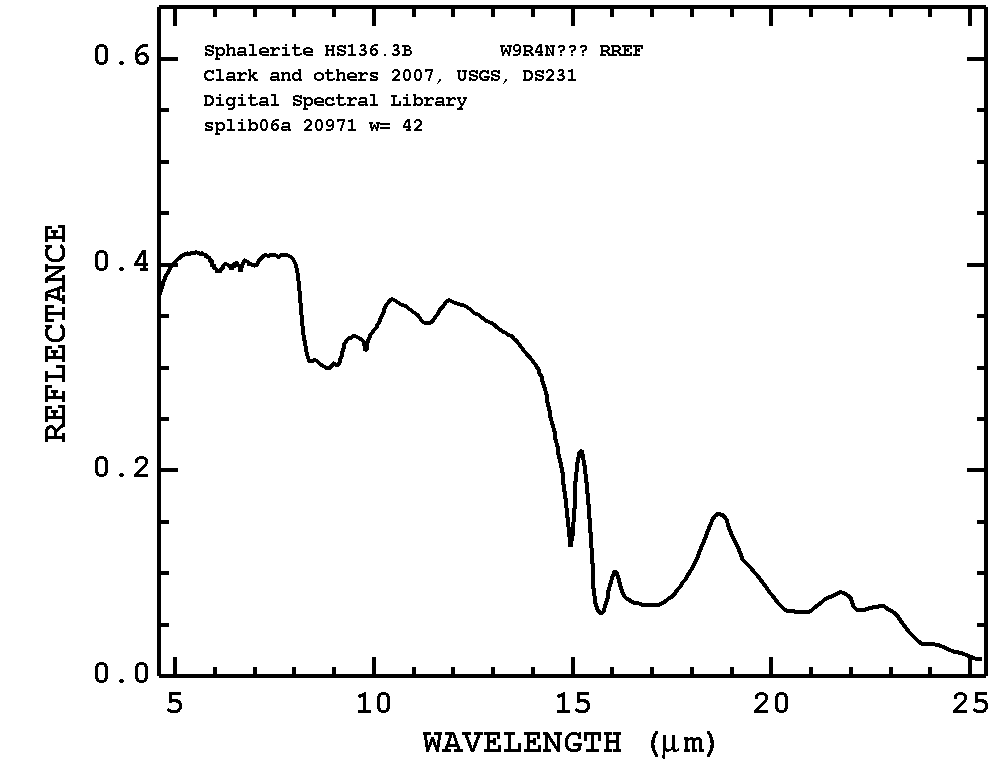 Sphalerite HS136.3B W9R4N??? RREF
Clark and others 2007, USGS, DS231
Digital Spectral Library
splib06a 20971 w= 42
REFLECTANCE
0.6
0.4
0.2
0.0
5 10 15 20 25
WAVELENGTH (μm)